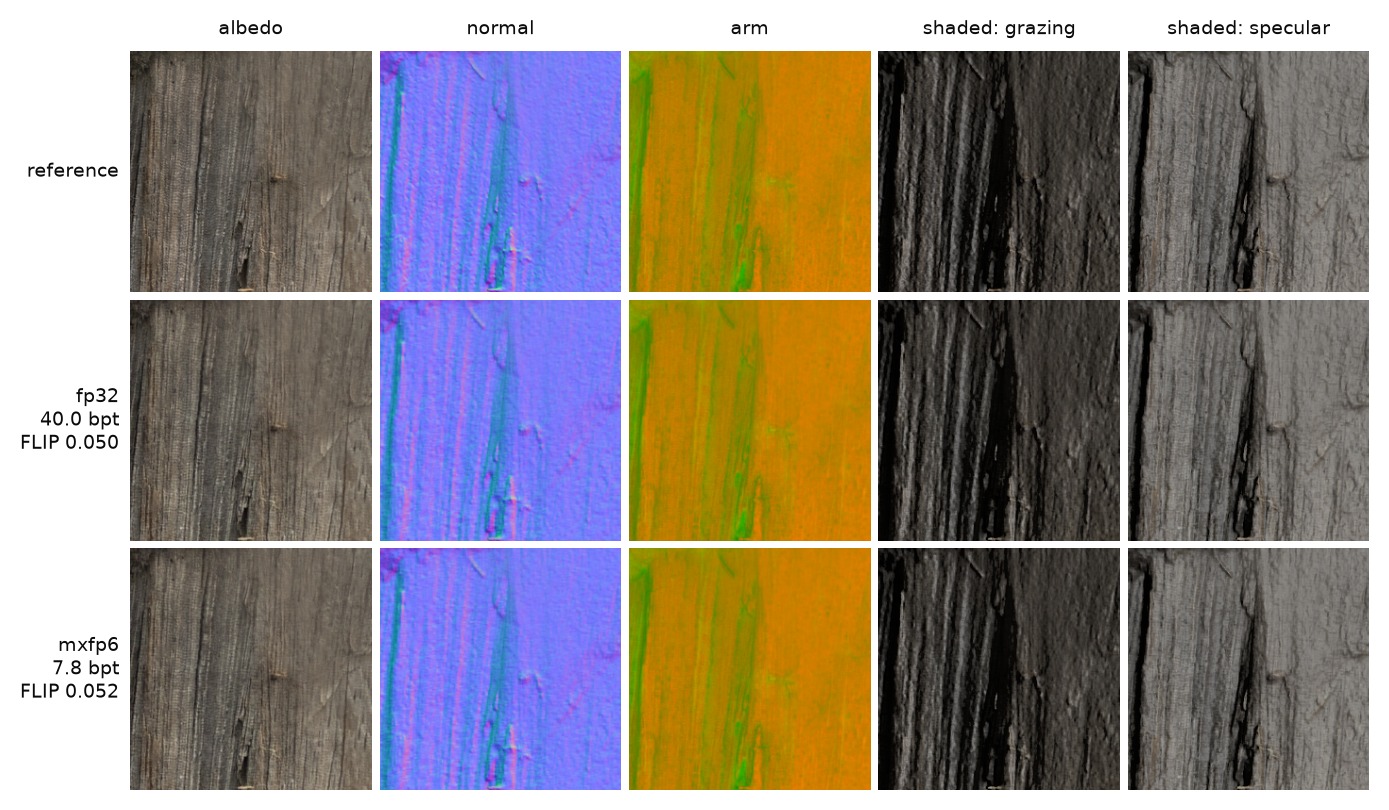 albedo normal arm shaded: grazing shaded: specular
reference
fp32
40.0 bpt
FLIP 0.050
mxfp6
7.8 bpt
FLIP 0.052